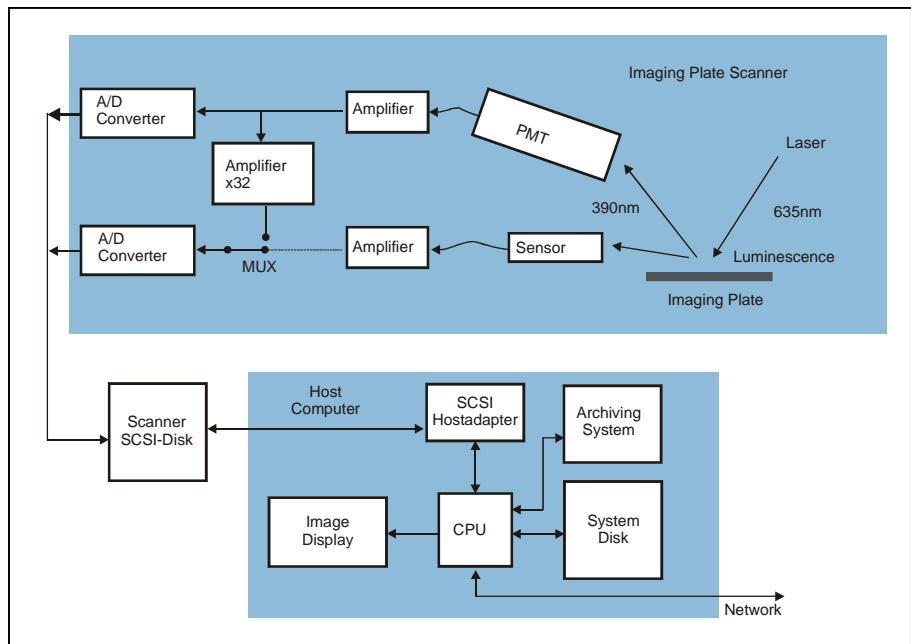 Imaging Plate Scanner
A/D
Converter
Amplifier
PMT
Laser
Amplifier
x32
390nm
635nm
A/D
Converter
MUX
Amplifier
Sensor
Luminescence
Imaging Plate
Host
Computer
Scanner
SCSI-Disk
SCSI
Hostadapter
Archiving
System
Image
Display
CPU
System
Disk
Network